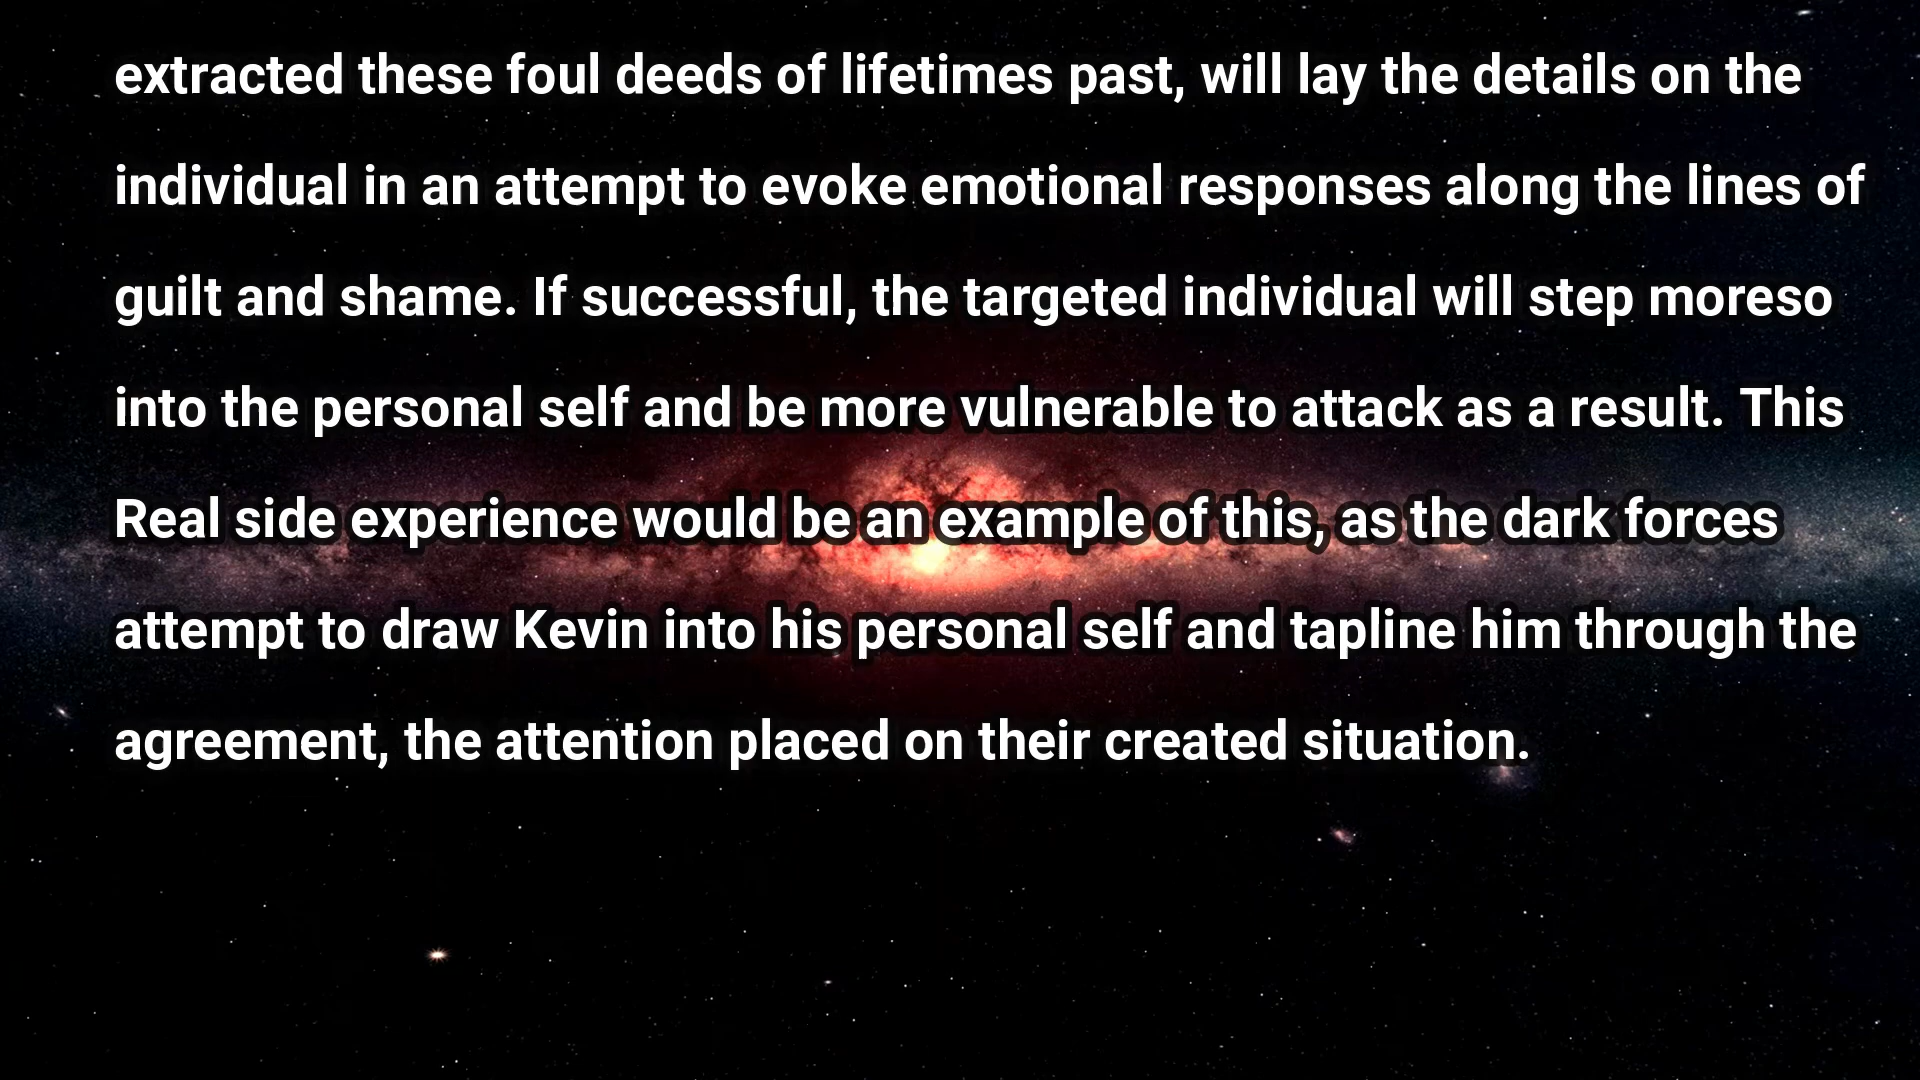 extracted these foul deeds of lifetimes past, will lay the details on the
individual in an attempt to evoke emotional responses along the lines of
guilt and shame. If successful, the targeted individual will step moreso
into the personal self and be more vulnerable to attack as a result. This
Real side experience would be an example of this, as the dark forces
attempt to draw Kevin into his personal self and tapline him through the
agreement, the attention placed on their created situation.